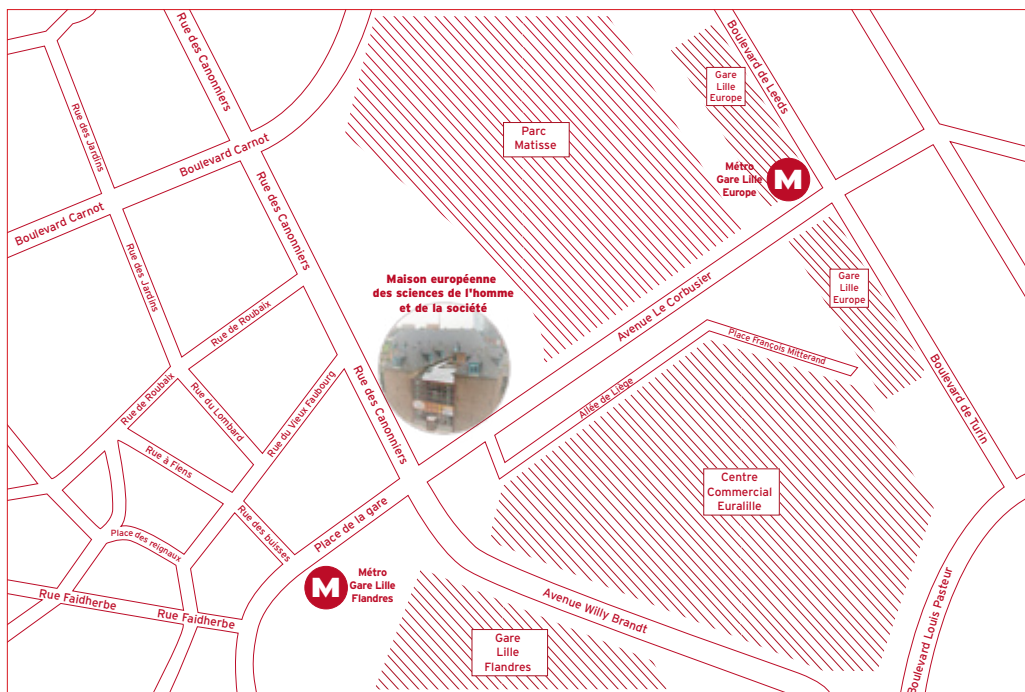 Rue des Canonniers
Boulevard de Leeds
Gare
Lille
Europe
Rue des Jardins
Parc
Matisse
Boulevard Carnot
Métro
Gare Lille
Europe
M
Boulevard Carnot
Rue des Canonniers
Rue des Jardins
Maison européenne
des sciences de l'homme
et de la société
Gare
Lille
Europe
Rue de Roubaix
Avenue Le Corbusier
Place François Mitterand
Rue de Roubaix
Rue du Lombard
Rue du Vieux Faubourg
Rue des Canonniers
Allée de Liège
Boulevard de Turin
Rue à Fiens
Centre
Commercial
Euralille
Place de la gare
Rue des buisses
Place des reignaux
M
Métro
Gare Lille
Flandres
Rue Faidherbe
Rue Faidherbe
Avenue Willy Brandt
Boulevard Louis Pasteur
Gare
Lille
Flandres